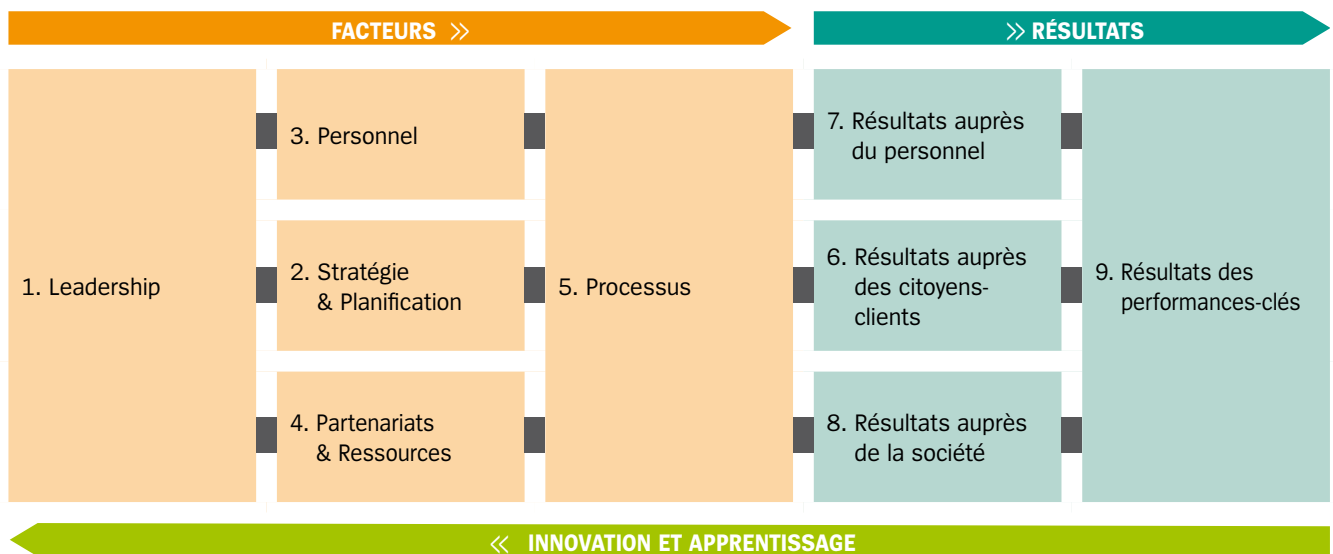 FACTEURS >>
>> RÉSULTATS
1. Leadership
3. Personnel
2. Stratégie
& Planification
4. Partenariats
& Ressources
5. Processus
7. Résultats auprès
du personnel
6. Résultats auprès
des citoyens-
clients
8. Résultats auprès
de la société
9. Résultats des
performances-clés
<< INNOVATION ET APPRENTISSAGE